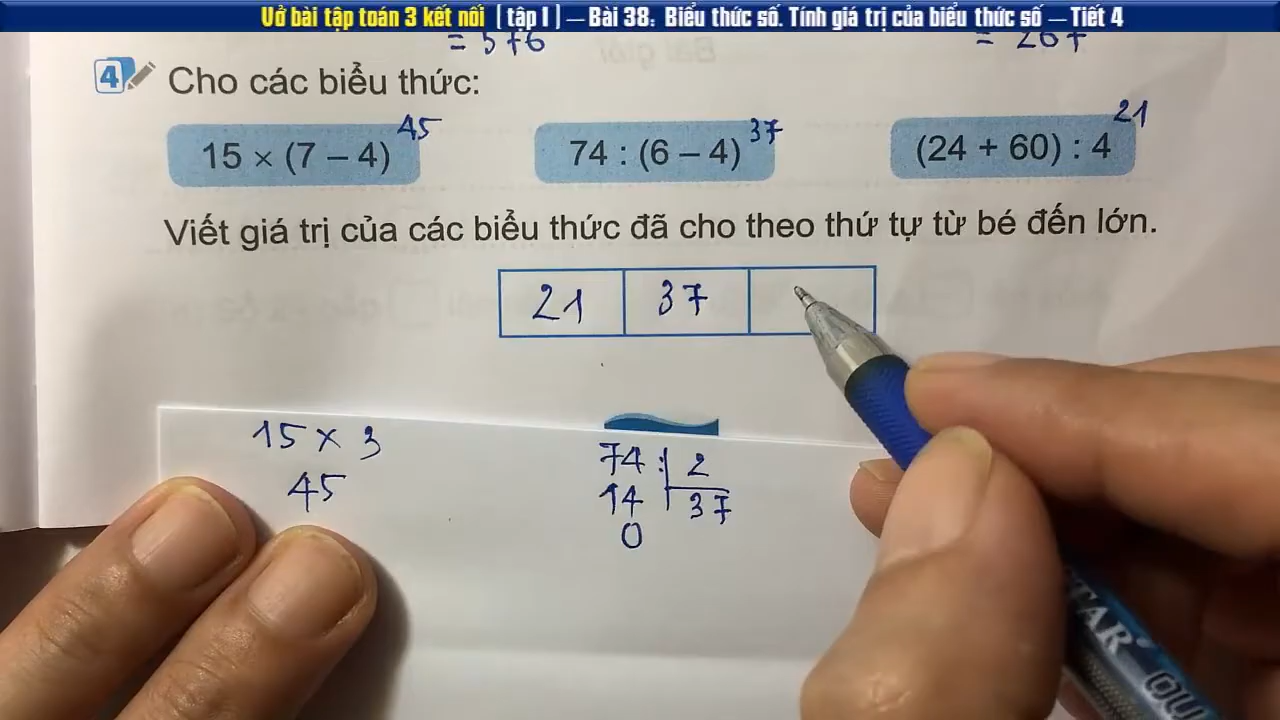 Vở bài tập toán 3 kết nối [ tập 1 ] – Bài 38: Biểu thức số. Tính giá trị của biểu thức số – Tiết 4
= 576
= 267
4 Cho các biểu thức:
15 × (7 – 4) 45
74 : (6 – 4) 37
(24 + 60) : 4 21
Viết giá trị của các biểu thức đã cho theo thứ tự từ bé đến lớn.
21 37
15 × 3
45
74 : 2
14 37
0